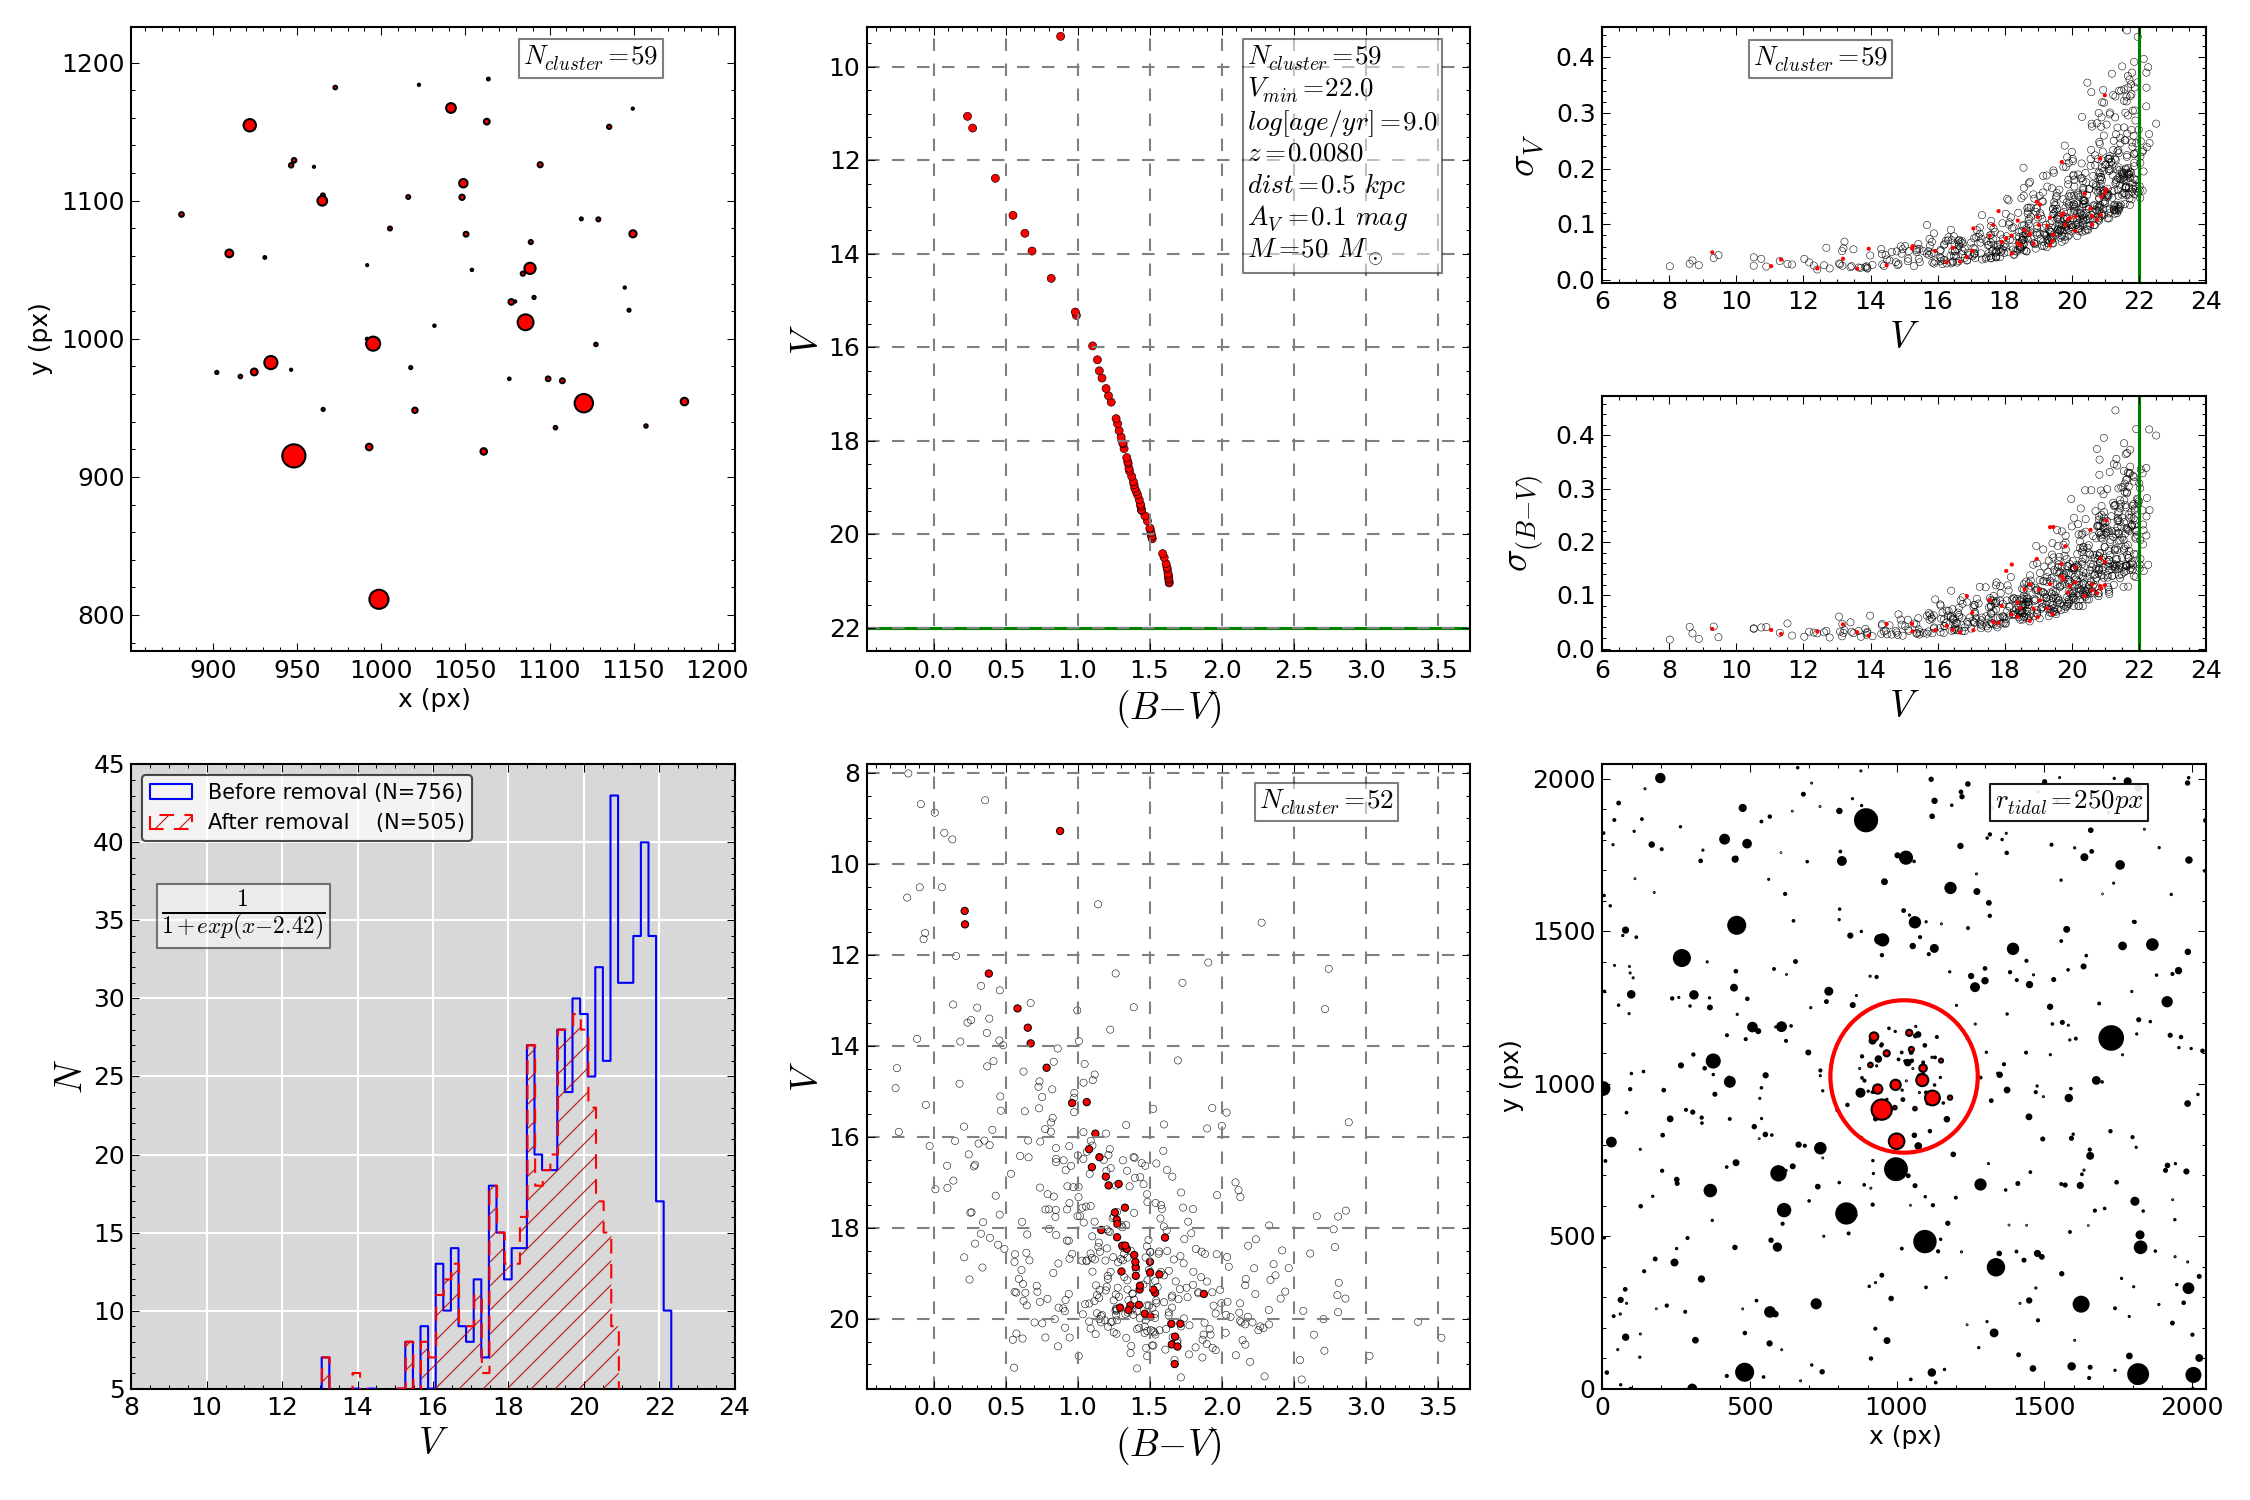 N_cluster=59
1200
1100
1000
900
800
y (px)
900 950 1000 1050 1100 1150 1200
x (px)
N_cluster=59
V_min=22.0
log[age/yr]=9.0
z=0.0080
dist=0.5 kpc
A_V=0.1 mag
M=50 M_⊙
10
12
14
16
18
20
22
V
0.0 0.5 1.0 1.5 2.0 2.5 3.0 3.5
(B−V)
N_cluster=59
0.4
0.3
0.2
0.1
0.0
σ_V
6 8 10 12 14 16 18 20 22 24
V
0.4
0.3
0.2
0.1
0.0
σ_(B−V)
6 8 10 12 14 16 18 20 22 24
V
Before removal (N=756)
After removal (N=505)
1
1+exp(x−2.42)
45
40
35
30
25
20
15
10
5
N
8 10 12 14 16 18 20 22 24
V
N_cluster=52
8
10
12
14
16
18
20
V
0.0 0.5 1.0 1.5 2.0 2.5 3.0 3.5
(B−V)
r_tidal=250px
2000
1500
1000
500
0
y (px)
0 500 1000 1500 2000
x (px)